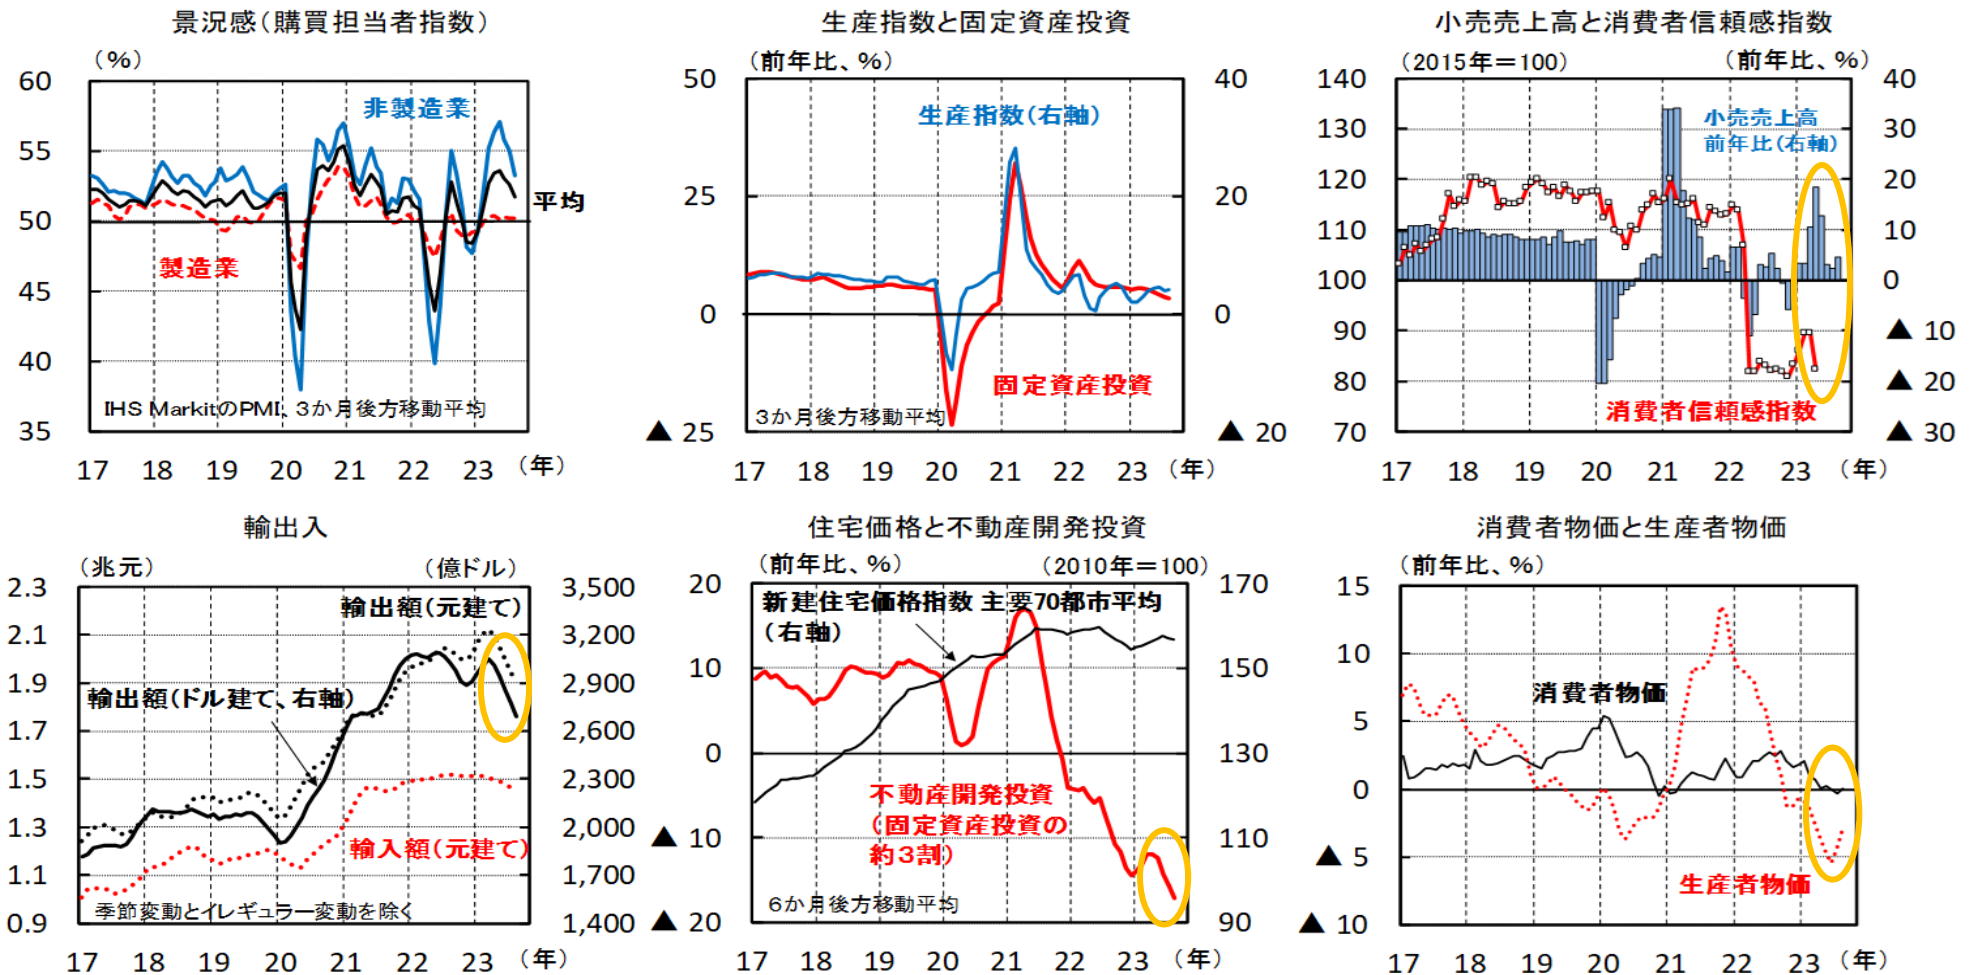 景況感(購買担当者指数)
(%)
60
55
50
45
40
35
非製造業
平均
製造業
IHS MarkitのPMI、3か月後方移動平均
17 18 19 20 21 22 23 (年)
生産指数と固定資産投資
(前年比、%) (前年比、%)
50 40
25 20
0 0
▲ 25 ▲ 20
生産指数(右軸)
固定資産投資
3か月後方移動平均
17 18 19 20 21 22 23 (年)
小売売上高と消費者信頼感指数
(2015年=100) (前年比、%)
140 40
130 30
120 20
110 10
100 0
90 ▲ 10
80 ▲ 20
70 ▲ 30
小売売上高
前年比(右軸)
消費者信頼感指数
17 18 19 20 21 22 23 (年)
輸出入
(兆元) (億ドル)
2.3 3,500
2.1 3,200
1.9 2,900
1.7 2,600
1.5 2,300
1.3 2,000
1.1 1,700
0.9 1,400
輸出額(元建て)
輸出額(ドル建て、右軸)
輸入額(元建て)
季節変動とイレギュラー変動を除く
17 18 19 20 21 22 23 (年)
住宅価格と不動産開発投資
(前年比、%) (2010年=100)
20 170
10 150
0 130
▲ 10 110
▲ 20 90
新建住宅価格指数 主要70都市平均
(右軸)
不動産開発投資
(固定資産投資の
約3割)
6か月後方移動平均
17 18 19 20 21 22 23 (年)
消費者物価と生産者物価
(前年比、%)
15
10
5
0
▲ 5
▲ 10
消費者物価
生産者物価
17 18 19 20 21 22 23 (年)